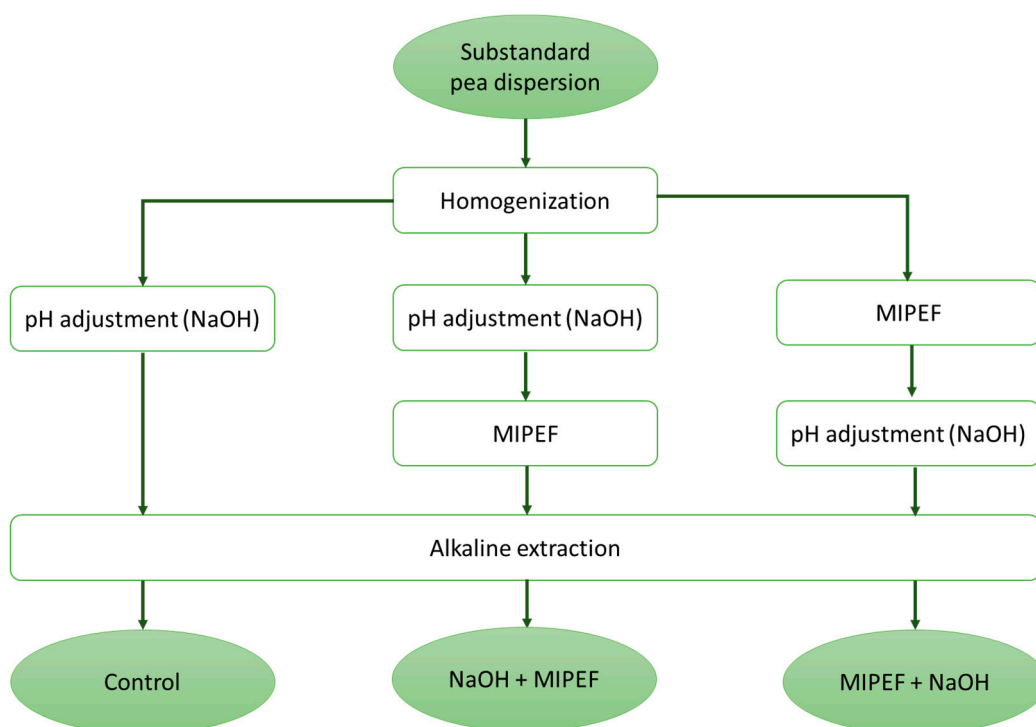 Substandard
pea dispersion
Homogenization
pH adjustment (NaOH)
pH adjustment (NaOH)
MIPEF
MIPEF
pH adjustment (NaOH)
Alkaline extraction
Control
NaOH + MIPEF
MIPEF + NaOH